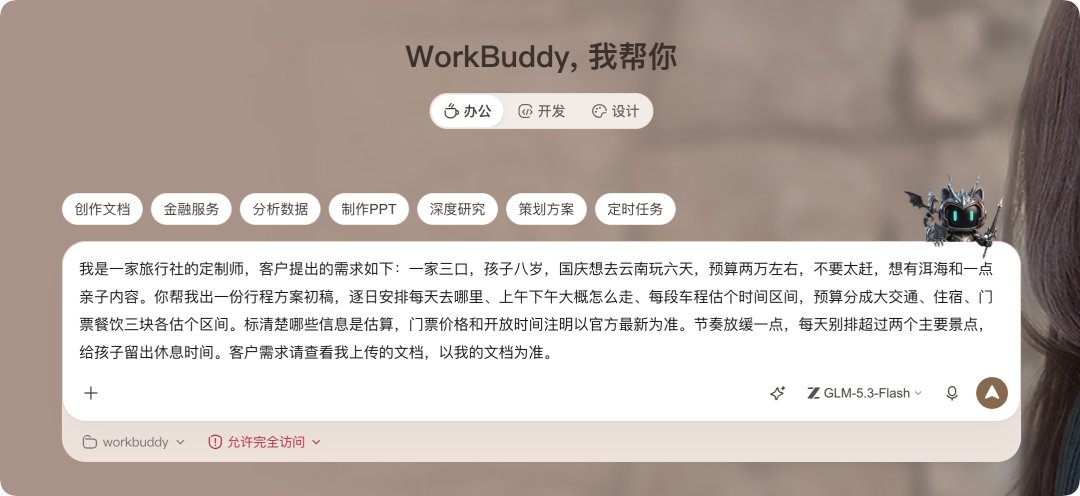 WorkBuddy, 我帮你
办公 开发 设计
创作文档 金融服务 分析数据 制作PPT 深度研究 策划方案 定时任务
我是一家旅行社的定制师，客户提出的需求如下：一家三口，孩子八岁，国庆想去云南玩六天，预算两万左右，不要太赶，想有洱海和一点
亲子内容。你帮我出一份行程方案初稿，逐日安排每天去哪里、上午下午大概怎么走、每段车程估个时间区间，预算分成大交通、住宿、门
票餐饮三块各估个区间。标清楚哪些信息是估算，门票价格和开放时间注明以官方最新为准。节奏放缓一点，每天别排超过两个主要景点，
给孩子留出休息时间。客户需求请查看我上传的文档，以我的文档为准。
GLM-5.3-Flash
workbuddy 允许完全访问